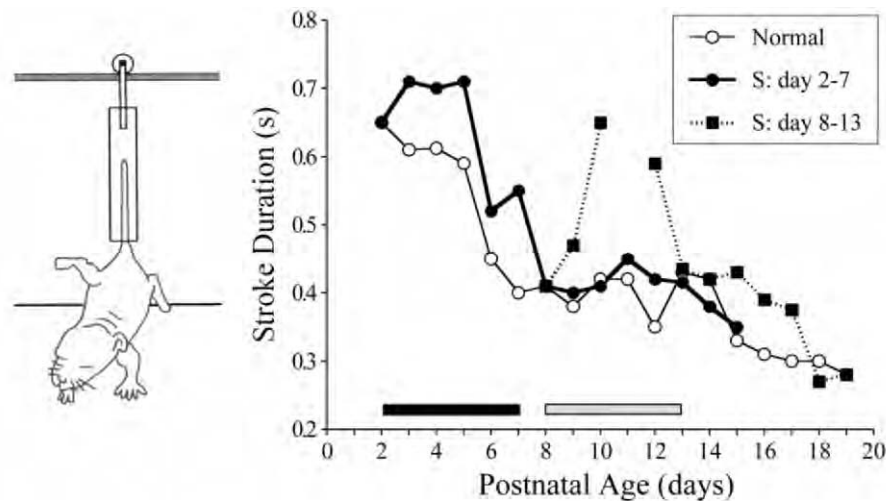 0.8
0.7
0.6
0.5
0.4
0.3
0.2
Stroke Duration (s)
Normal
S: day 2-7
S: day 8-13
0 2 4 6 8 10 12 14 16 18 20
Postnatal Age (days)